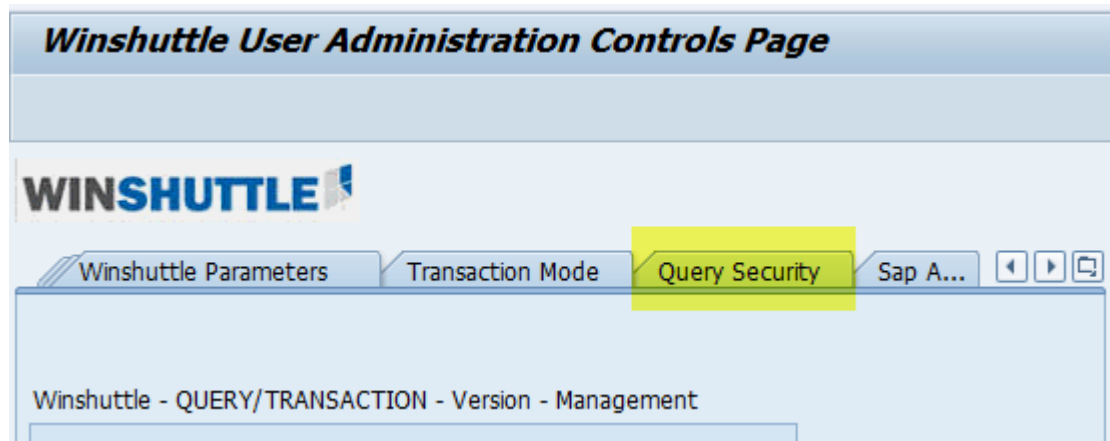 Winshuttle User Administration Controls Page
WINSHUTTLE
Winshuttle Parameters Transaction Mode Query Security Sap A...
Winshuttle - QUERY/TRANSACTION - Version - Management